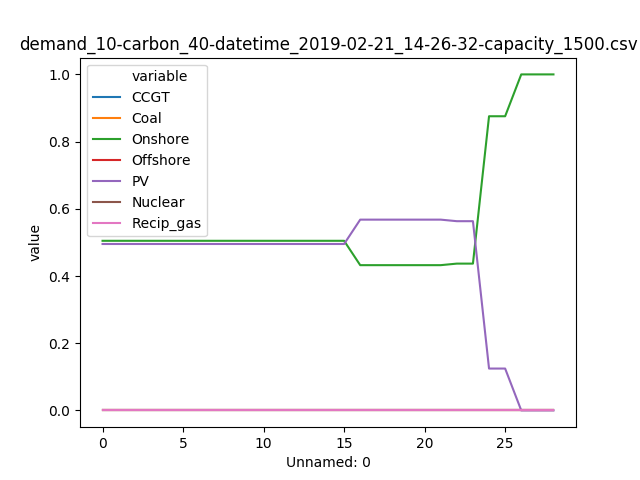 demand_10-carbon_40-datetime_2019-02-21_14-26-32-capacity_1500.csv
variable
CCGT
Coal
Onshore
Offshore
PV
Nuclear
Recip_gas
value
1.0
0.8
0.6
0.4
0.2
0.0
0 5 10 15 20 25
Unnamed: 0